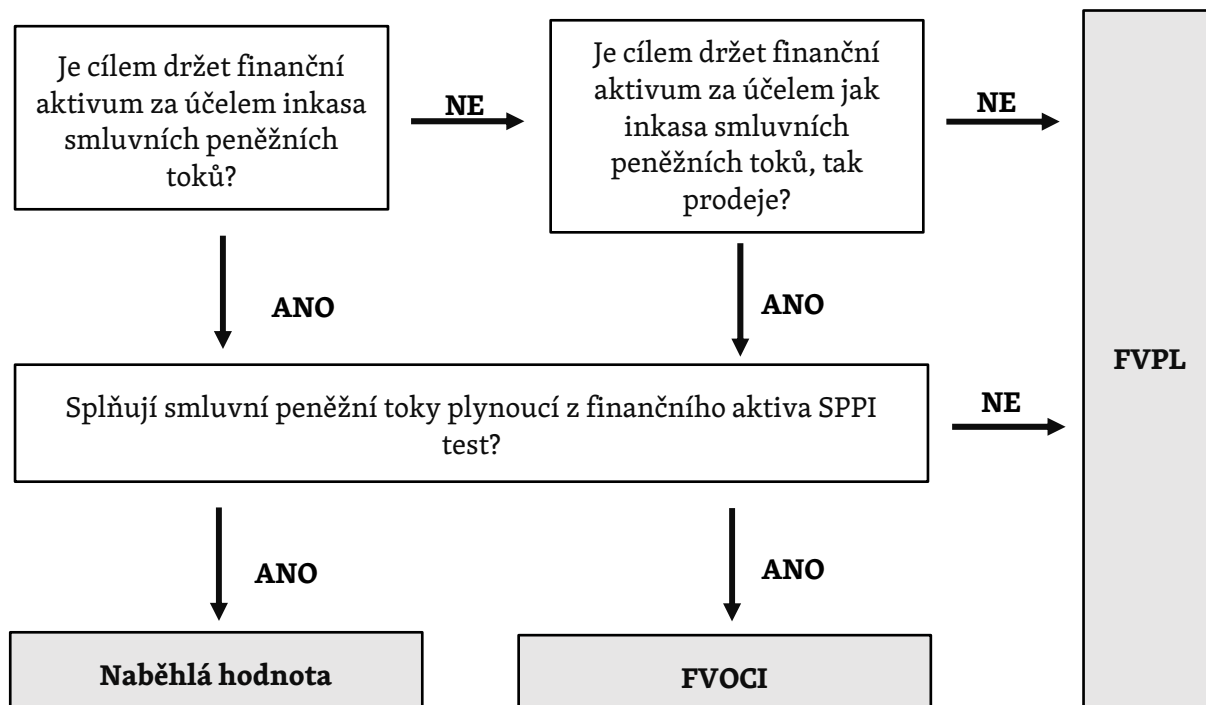 Je cílem držet finanční
aktivum za účelem inkasa
smluvních peněžních
toků?
NE
Je cílem držet finanční
aktivum za účelem jak
inkasa smluvních
peněžních toků, tak
prodeje?
NE
ANO
ANO
FVPL
Splňují smluvní peněžní toky plynoucí z finančního aktiva SPPI
test?
NE
ANO
ANO
Naběhlá hodnota
FVOCI